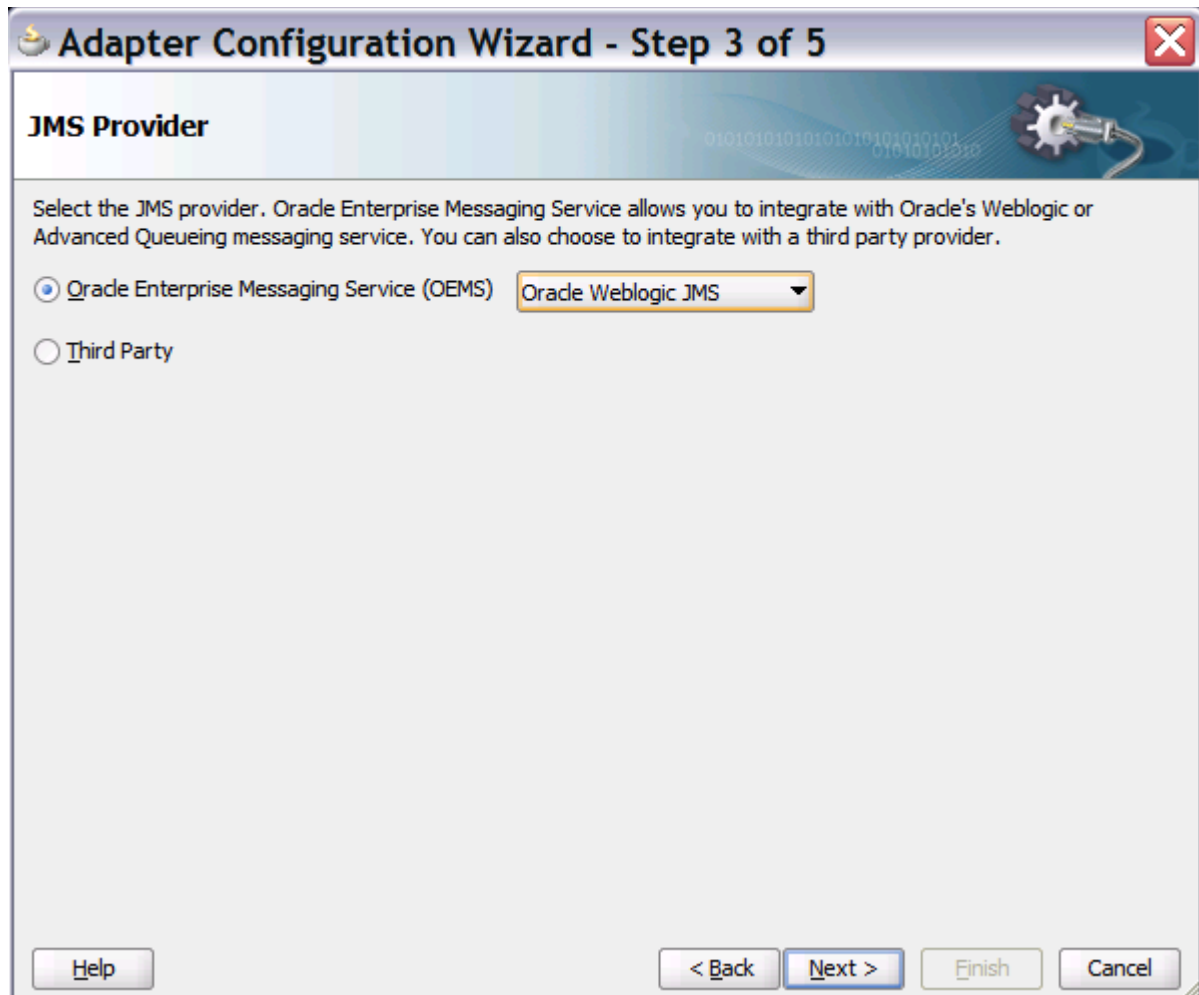 Adapter Configuration Wizard - Step 3 of 5
JMS Provider
Select the JMS provider. Oracle Enterprise Messaging Service allows you to integrate with Oracle's Weblogic or
Advanced Queueing messaging service. You can also choose to integrate with a third party provider.
Oracle Enterprise Messaging Service (OEMS) Oracle Weblogic JMS
Third Party
Help < Back Next > Finish Cancel